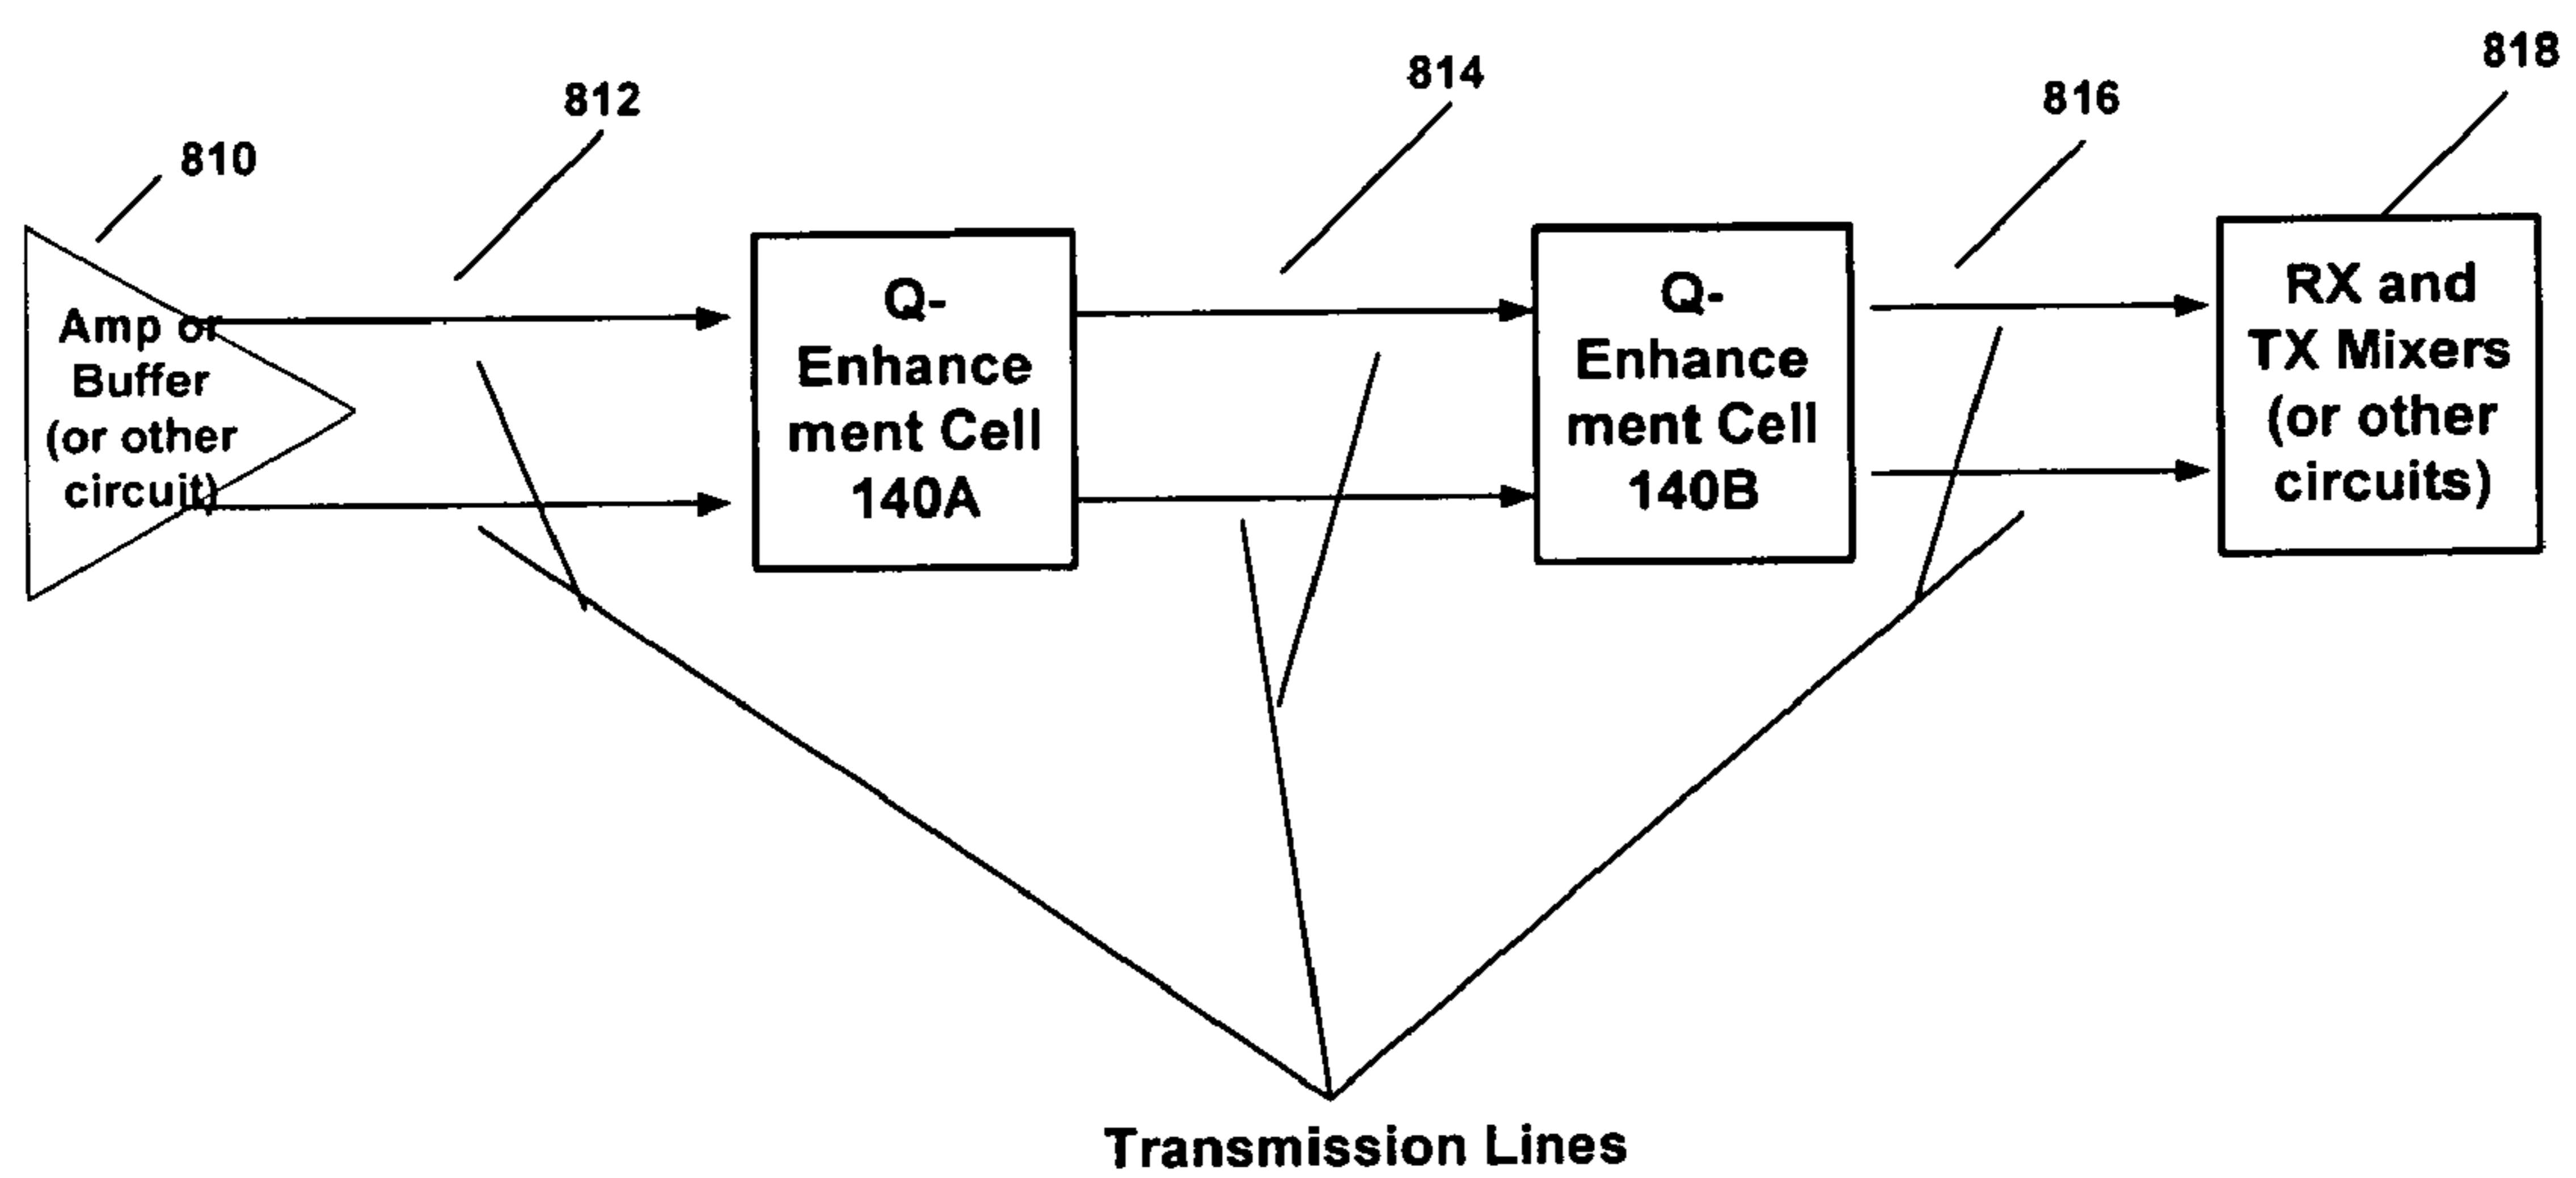 810
812
814
816
818
Amp or
Buffer
(or other
circuit)
Q-
Enhance
ment Cell
140A
Q-
Enhance
ment Cell
140B
RX and
TX Mixers
(or other
circuits)
Transmission Lines